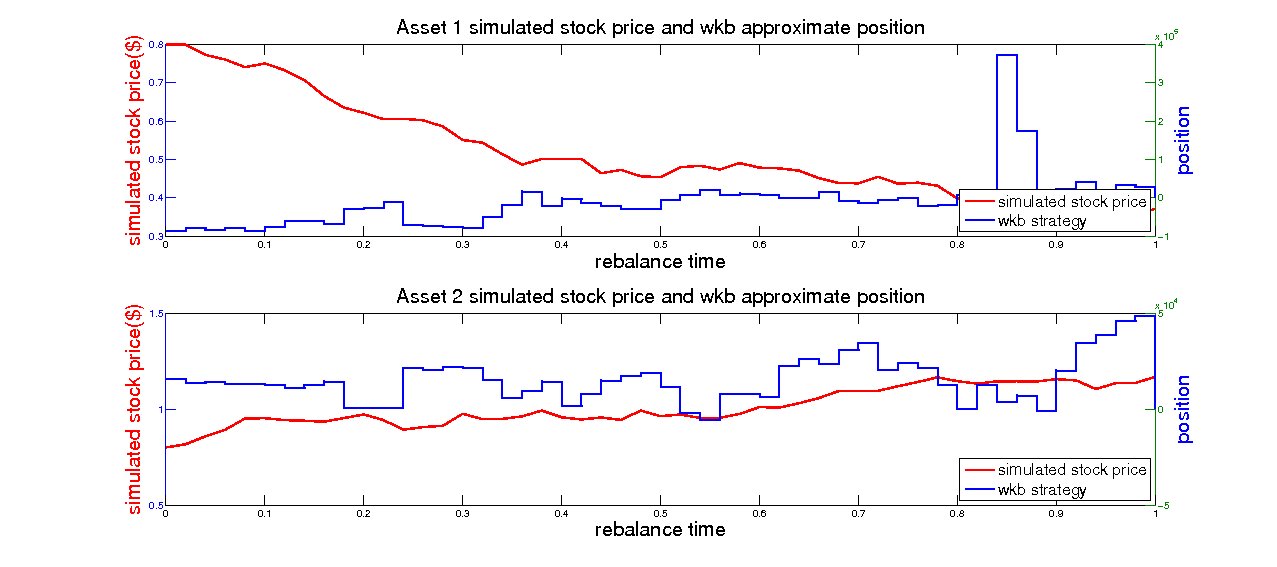 Asset 1 simulated stock price and wkb approximate position
x 10^5
simulated stock price($)
0.8
0.7
0.6
0.5
0.4
0.3
4
3
2
1
0
−1
position
simulated stock price
wkb strategy
0 0.1 0.2 0.3 0.4 0.5 0.6 0.7 0.8 0.9 1
rebalance time
Asset 2 simulated stock price and wkb approximate position
x 10^4
simulated stock price($)
1.5
1
0.5
5
0
−5
position
simulated stock price
wkb strategy
0 0.1 0.2 0.3 0.4 0.5 0.6 0.7 0.8 0.9 1
rebalance time